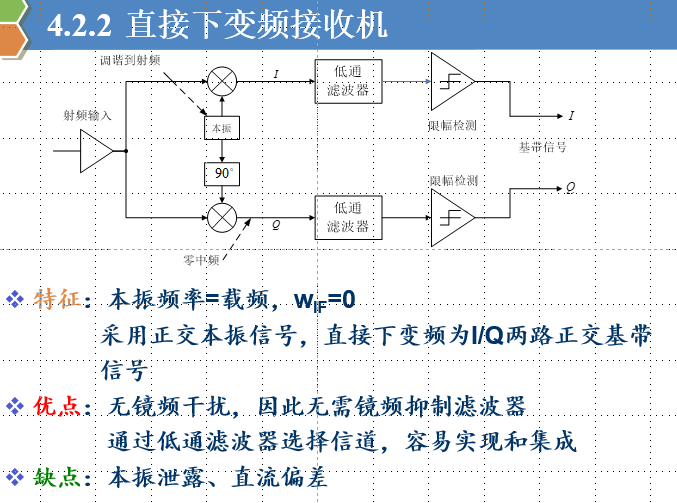 4.2.2 直接下变频接收机
调谐到射频
I
低通
滤波器
射频输入
本振
限幅检测
I
基带信号
90°
限幅检测
Q
低通
滤波器
Q
零中频
特征：本振频率=载频，wIF=0
采用正交本振信号，直接下变频为I/Q两路正交基带
信号
优点：无镜频干扰，因此无需镜频抑制滤波器
通过低通滤波器选择信道，容易实现和集成
缺点：本振泄露、直流偏差